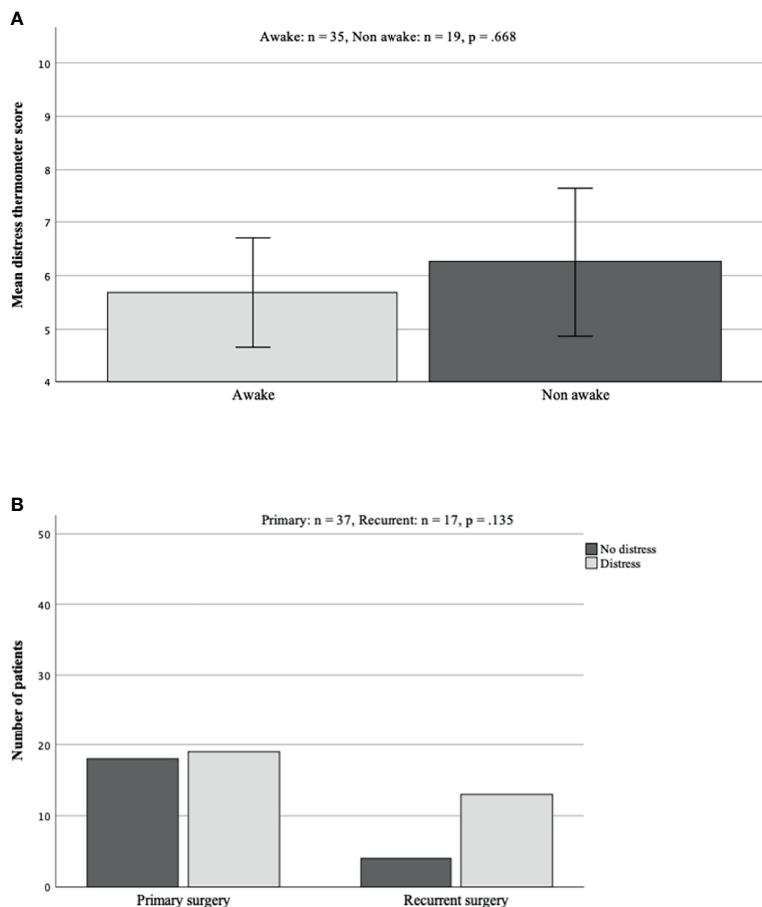 A
Awake: n = 35, Non awake: n = 19, p = .668
Mean distress thermometer score
10
9
8
7
6
5
4
Awake Non awake
B
Primary: n = 37, Recurrent: n = 17, p = .135
No distress
Distress
Number of patients
50
40
30
20
10
0
Primary surgery Recurrent surgery